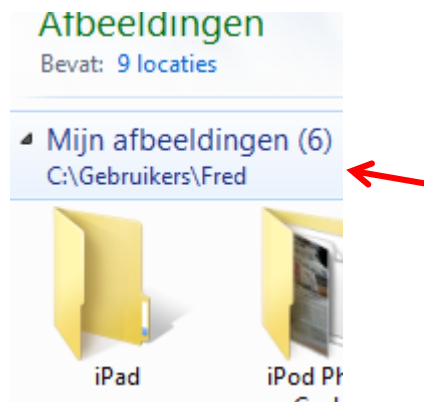 Afbeeldingen
Bevat: 9 locaties
Mijn afbeeldingen (6)
C:\Gebruikers\Fred
iPad
iPod Ph